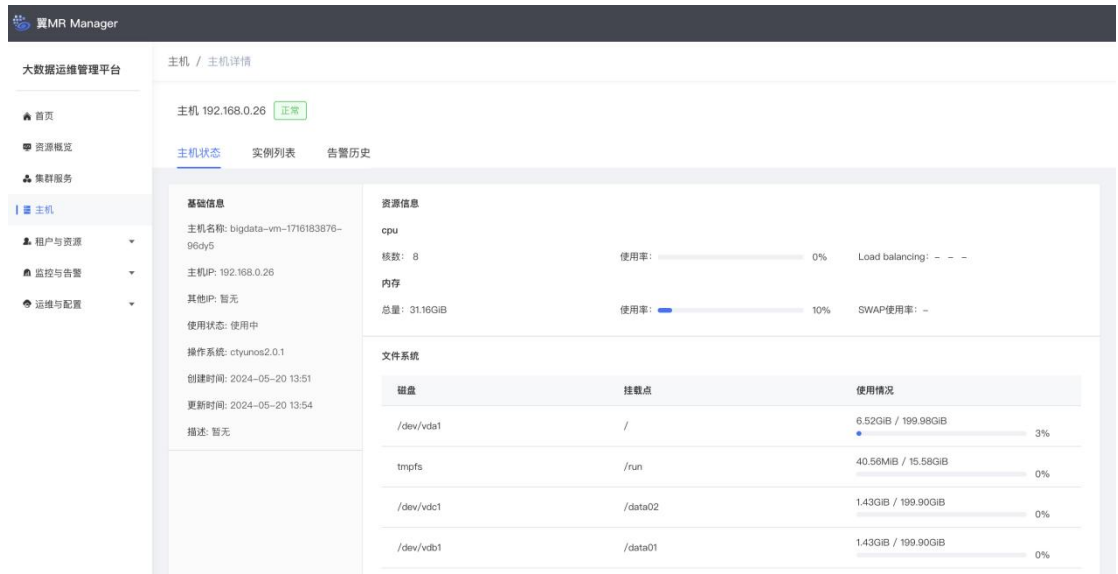 翼MR Manager
大数据运维管理平台
首页
资源概览
集群服务
主机
租户与资源
监控与告警
运维与配置
主机 / 主机详情
主机 192.168.0.26 正常
主机状态 实例列表 告警历史
基础信息
主机名称: bigdata-vm-1716183876-
96dy5
主机IP: 192.168.0.26
其他IP: 暂无
使用状态: 使用中
操作系统: ctyunos2.0.1
创建时间: 2024-05-20 13:51
更新时间: 2024-05-20 13:54
描述: 暂无
资源信息
cpu
核数: 8 使用率: 0% Load balancing: - - -
内存
总量: 31.16GiB 使用率: 10% SWAP使用率: -
文件系统
磁盘 挂载点 使用情况
/dev/vda1 / 6.52GiB / 199.98GiB
3%
tmpfs /run 40.56MiB / 15.58GiB
0%
/dev/vdc1 /data02 1.43GiB / 199.90GiB
0%
/dev/vdb1 /data01 1.43GiB / 199.90GiB
0%